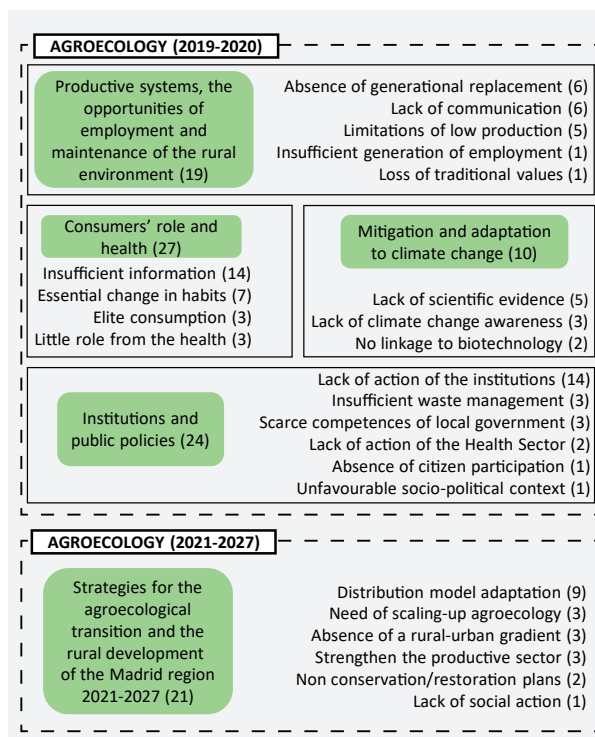 AGROECOLOGY (2019-2020)
Productive systems, the
opportunities of
employment and
maintenance of the rural
environment (19)
Absence of generational replacement (6)
Lack of communication (6)
Limitations of low production (5)
Insufficient generation of employment (1)
Loss of traditional values (1)
Consumers' role and
health (27)
Insufficient information (14)
Essential change in habits (7)
Elite consumption (3)
Little role from the health (3)
Mitigation and adaptation
to climate change (10)
Lack of scientific evidence (5)
Lack of climate change awareness (3)
No linkage to biotechnology (2)
Institutions and
public policies (24)
Lack of action of the institutions (14)
Insufficient waste management (3)
Scarce competences of local government (3)
Lack of action of the Health Sector (2)
Absence of citizen participation (1)
Unfavourable socio-political context (1)
AGROECOLOGY (2021-2027)
Strategies for the
agroecological
transition and the
rural development
of the Madrid region
2021-2027 (21)
Distribution model adaptation (9)
Need of scaling-up agroecology (3)
Absence of a rural-urban gradient (3)
Strengthen the productive sector (3)
Non conservation/restoration plans (2)
Lack of social action (1)